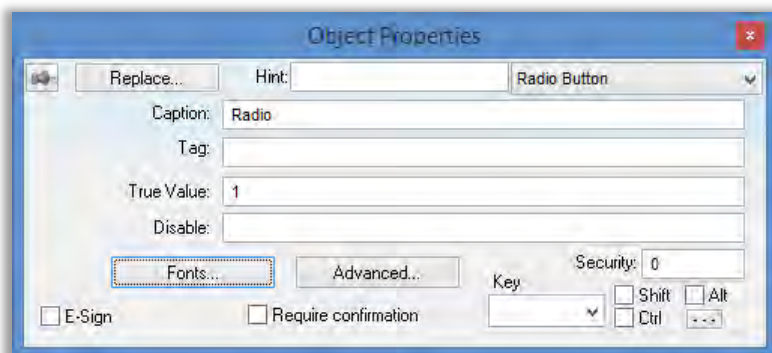 Object Properties
Replace... Hint: Radio Button
Caption: Radio
Tag:
True Value: 1
Disable:
Fonts... Advanced... Security: 0
Key
Shift Alt
E-Sign Require confirmation Ctrl ...